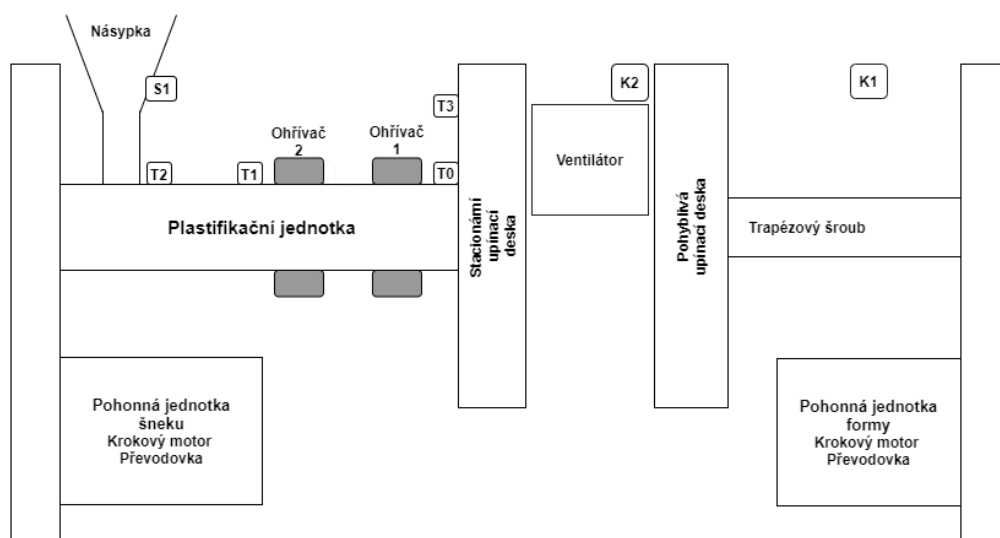 Násypka
S1
K2
K1
T3
Ohřívač
2
Ohřívač
1
T2
T1
T0
Ventilátor
Plastifikační jednotka
Stacionární
upínací
deska
Pohyblivá
upínací deska
Trapézový šroub
Pohonná jednotka
šneku
Krokový motor
Převodovka
Pohonná jednotka
formy
Krokový motor
Převodovka